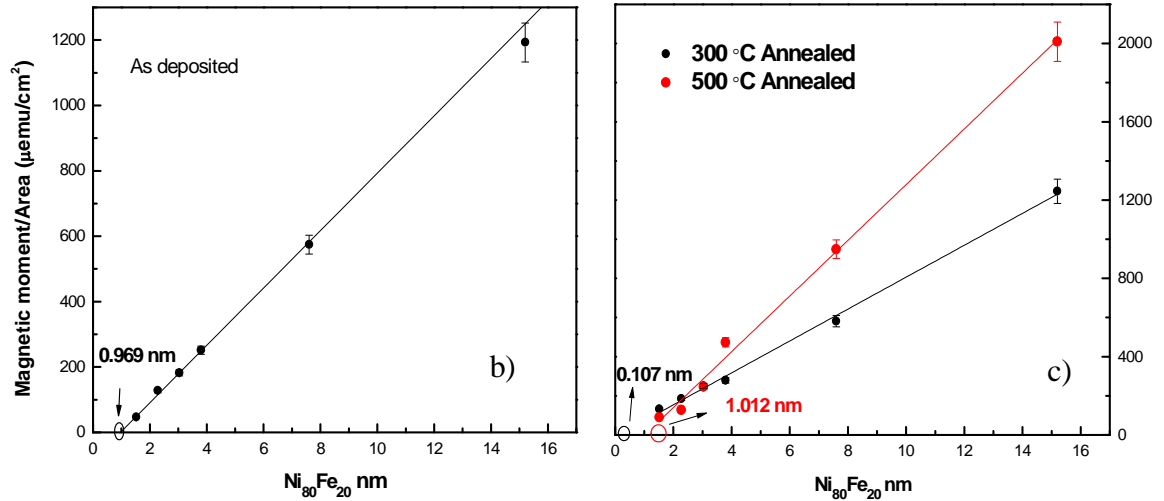 1200
1000
800
600
400
200
0
Magnetic moment/Area (μemu/cm²)
As deposited
0.969 nm
b)
0 2 4 6 8 10 12 14 16
Ni₈₀Fe₂₀ nm
300 °C Annealed
500 °C Annealed
0.107 nm
1.012 nm
c)
2000
1600
1200
800
400
0
0 2 4 6 8 10 12 14 16
Ni₈₀Fe₂₀ nm